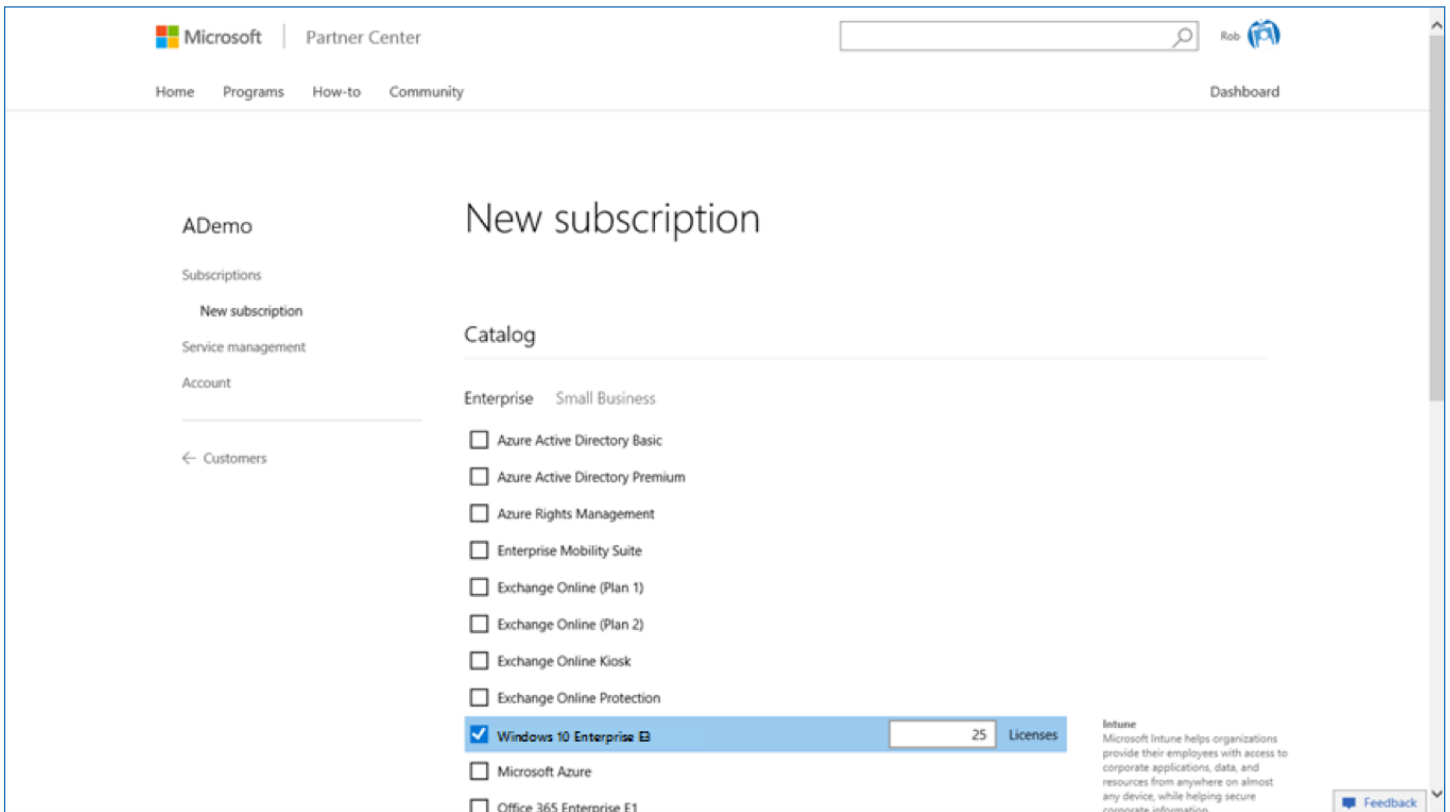 Microsoft | Partner Center
Rob
Home Programs How-to Community Dashboard
ADemo
Subscriptions
New subscription
Service management
Account
← Customers
New subscription
Catalog
Enterprise Small Business
Azure Active Directory Basic
Azure Active Directory Premium
Azure Rights Management
Enterprise Mobility Suite
Exchange Online (Plan 1)
Exchange Online (Plan 2)
Exchange Online Kiosk
Exchange Online Protection
Windows 10 Enterprise E3 25 Licenses
Microsoft Azure
Office 365 Enterprise E1
Intune
Microsoft Intune helps organizations
provide their employees with access to
corporate applications, data, and
resources from anywhere on almost
any device, while helping secure
corporate information.
Feedback